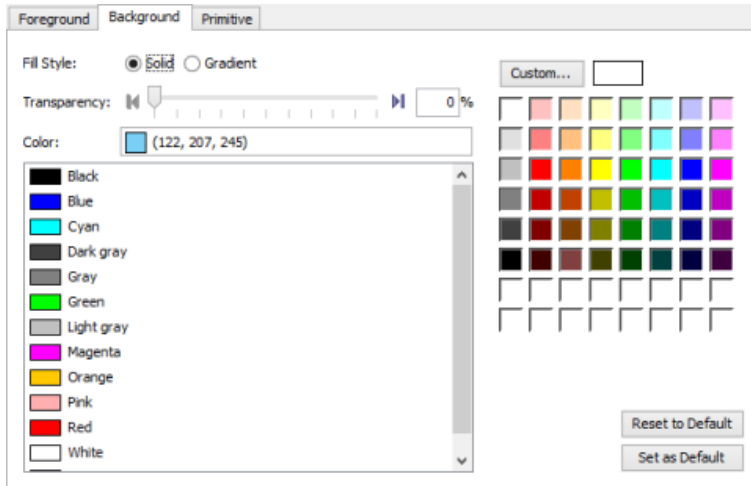 Foreground Background Primitive
Fill Style: Solid Gradient
Custom...
Transparency: 0 %
Color: (122, 207, 245)
Black
Blue
Cyan
Dark gray
Gray
Green
Light gray
Magenta
Orange
Pink
Red
White
Reset to Default
Set as Default